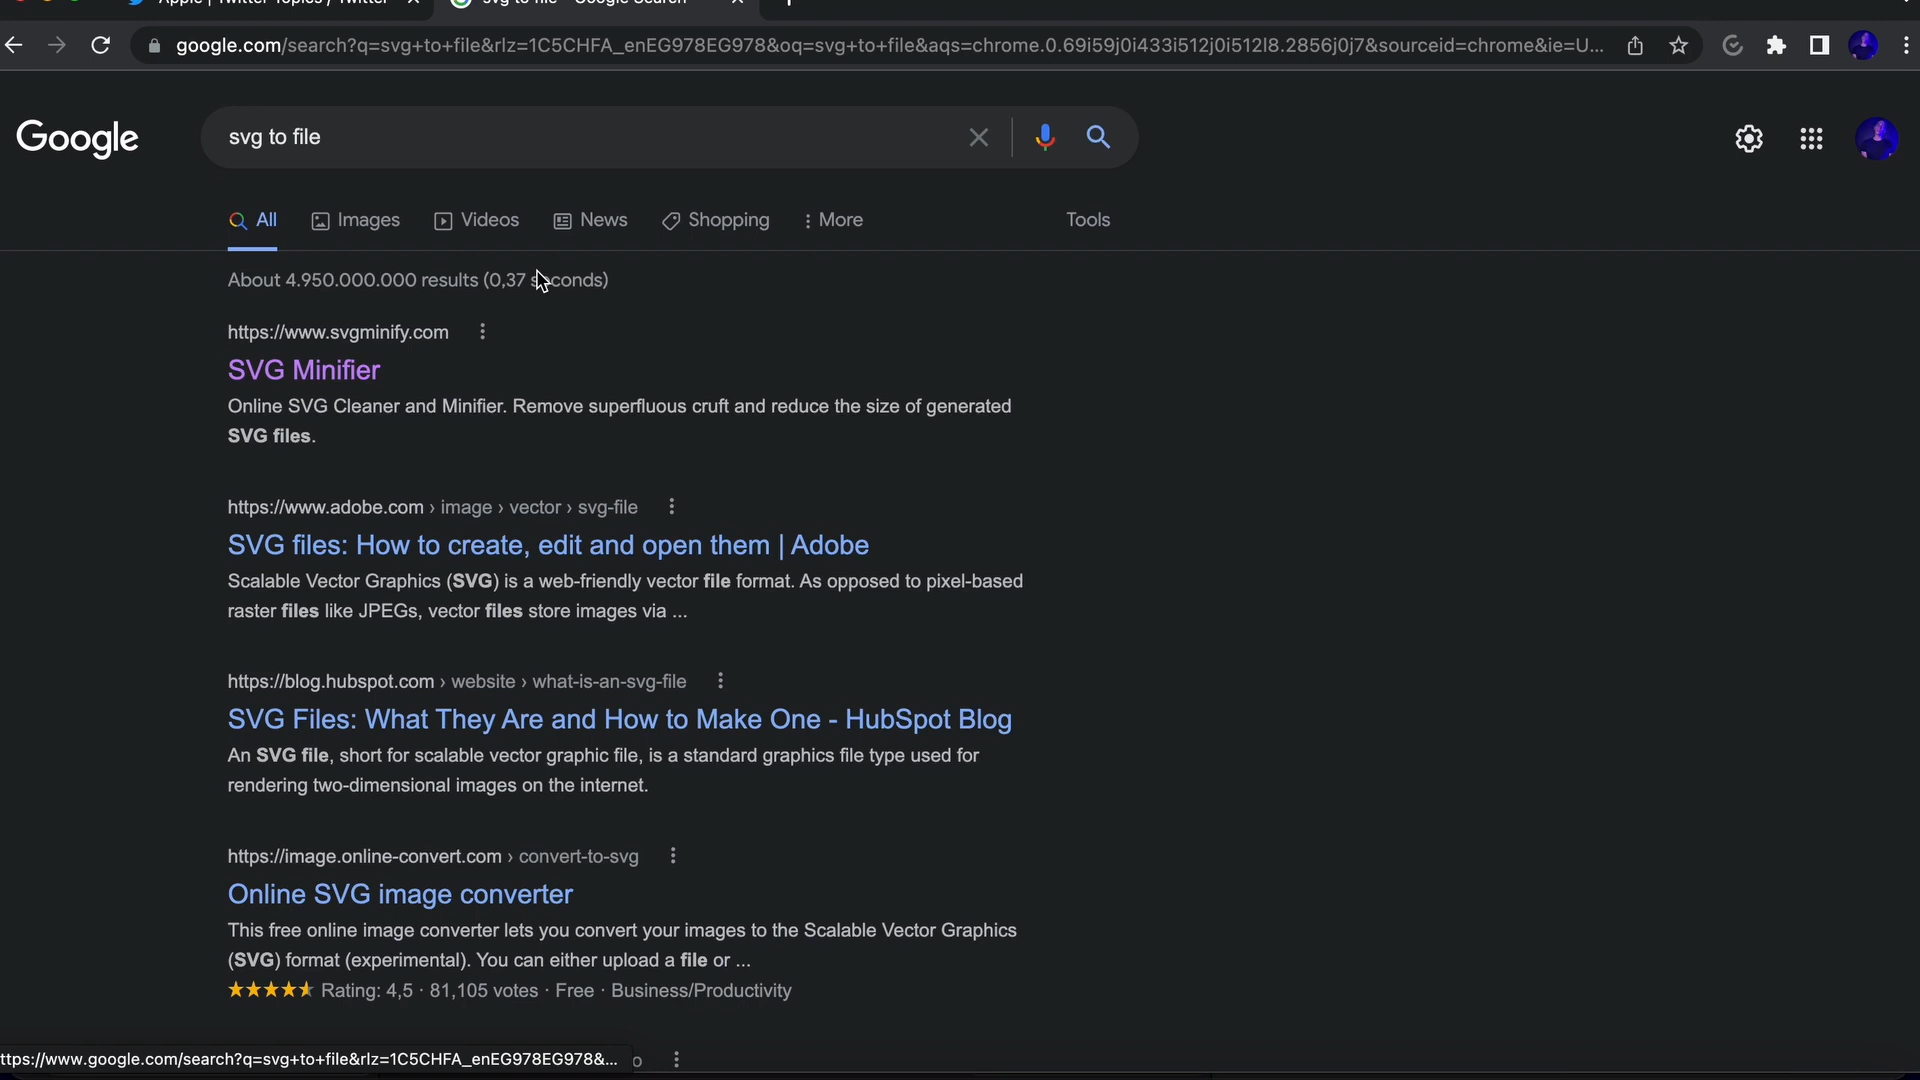 Apple | Twitter Topics / Twitter
svg to file - Google Search
google.com/search?q=svg+to+file&rlz=1C5CHFA_enEG978EG978&oq=svg+to+file&aqs=chrome.0.69i59j0i433i512j0i512l8.2856j0j7&sourceid=chrome&ie=U...
Google
svg to file
All
Images
Videos
News
Shopping
More
Tools
About 4.950.000.000 results (0,37 seconds)
https://www.svgminify.com
SVG Minifier
Online SVG Cleaner and Minifier. Remove superfluous cruft and reduce the size of generated
SVG files.
https://www.adobe.com › image › vector › svg-file
SVG files: How to create, edit and open them | Adobe
Scalable Vector Graphics (SVG) is a web-friendly vector file format. As opposed to pixel-based
raster files like JPEGs, vector files store images via ...
https://blog.hubspot.com › website › what-is-an-svg-file
SVG Files: What They Are and How to Make One - HubSpot Blog
An SVG file, short for scalable vector graphic file, is a standard graphics file type used for
rendering two-dimensional images on the internet.
https://image.online-convert.com › convert-to-svg
Online SVG image converter
This free online image converter lets you convert your images to the Scalable Vector Graphics
(SVG) format (experimental). You can either upload a file or ...
Rating: 4,5 · 81,105 votes · Free · Business/Productivity
ttps://www.google.com/search?q=svg+to+file&rlz=1C5CHFA_enEG978EG978&...